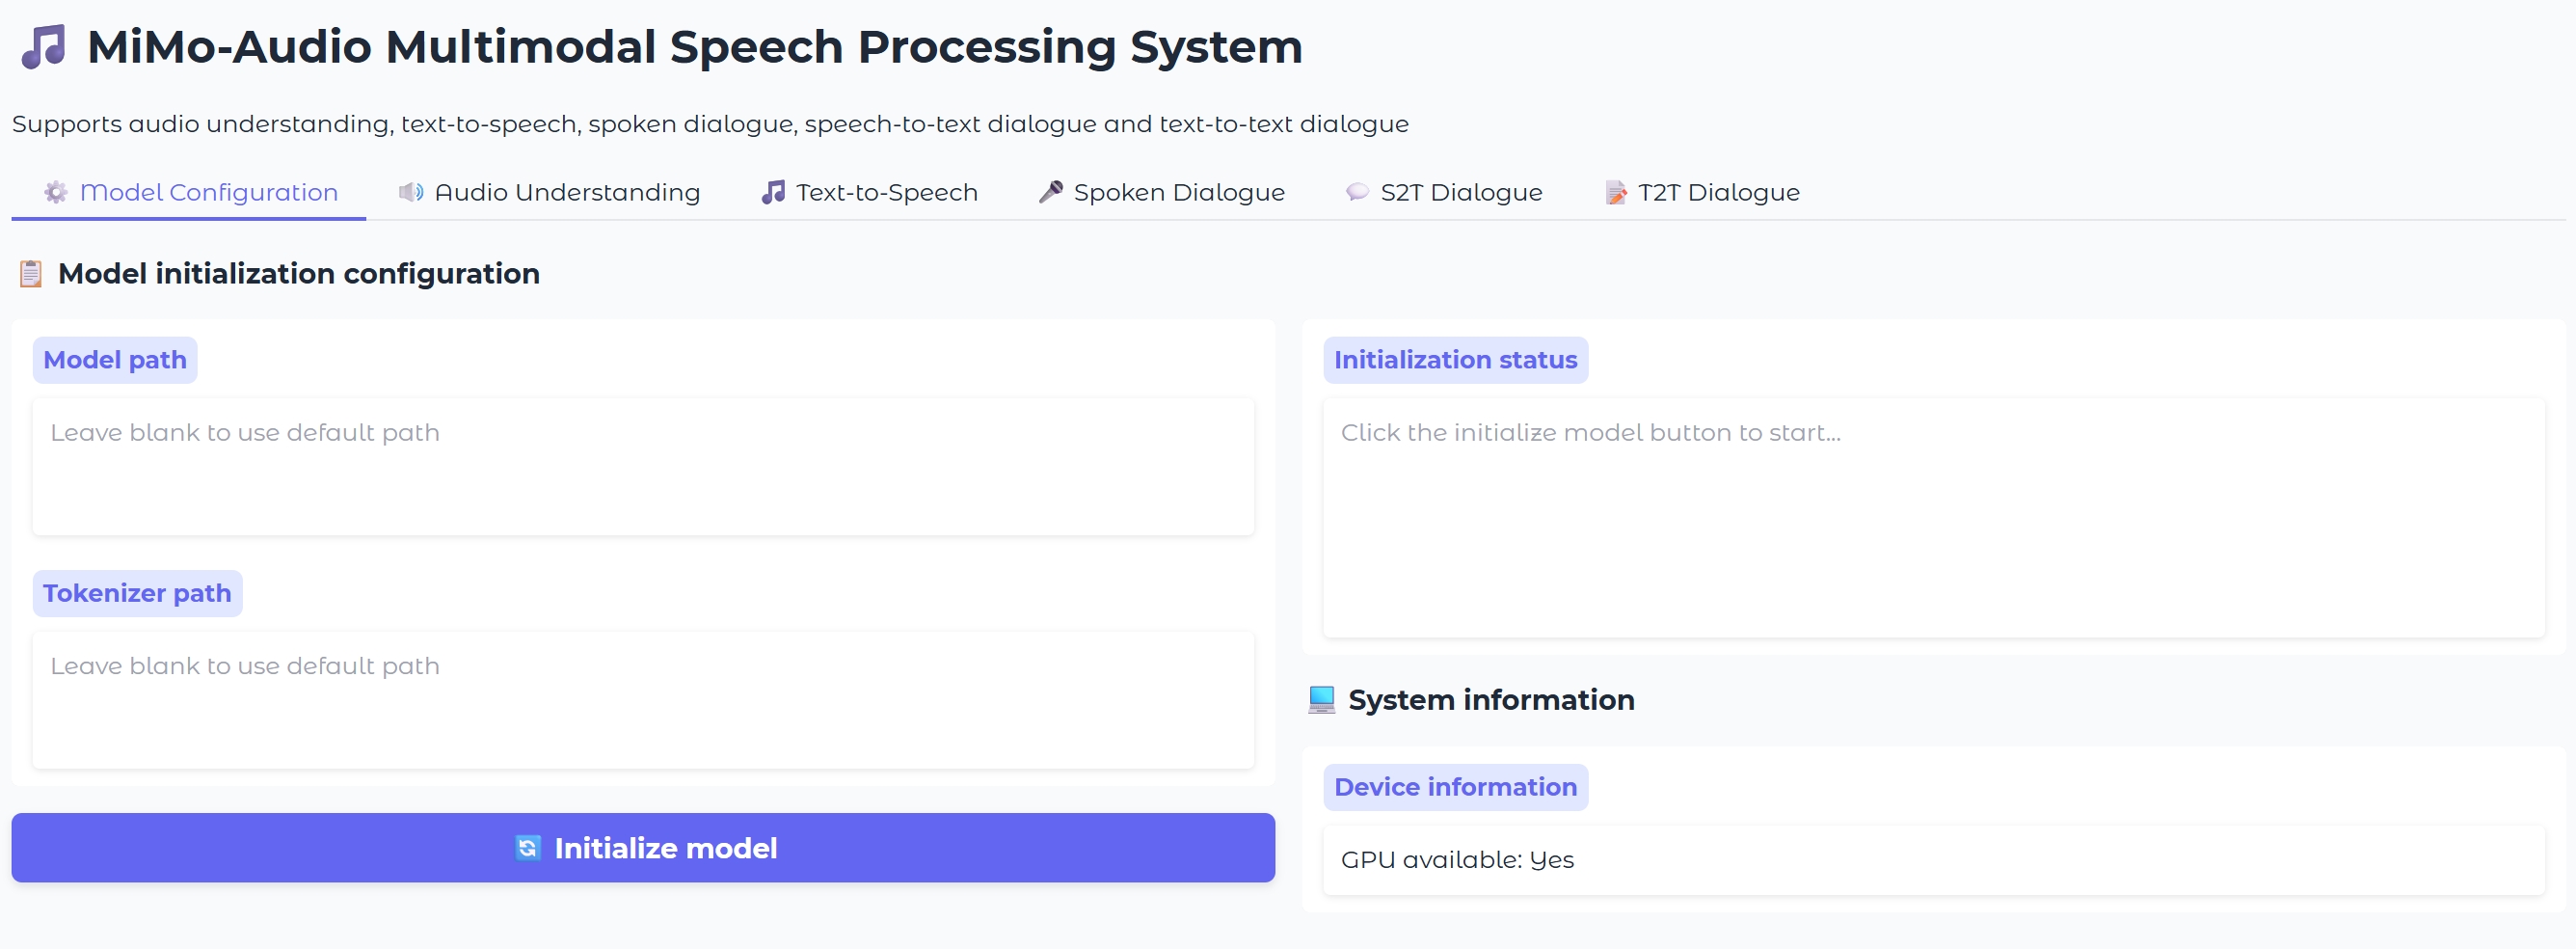 MiMo-Audio Multimodal Speech Processing System
Supports audio understanding, text-to-speech, spoken dialogue, speech-to-text dialogue and text-to-text dialogue
Model Configuration Audio Understanding Text-to-Speech Spoken Dialogue S2T Dialogue T2T Dialogue
Model initialization configuration
Model path
Leave blank to use default path
Tokenizer path
Leave blank to use default path
Initialize model
Initialization status
Click the initialize model button to start...
System information
Device information
GPU available: Yes